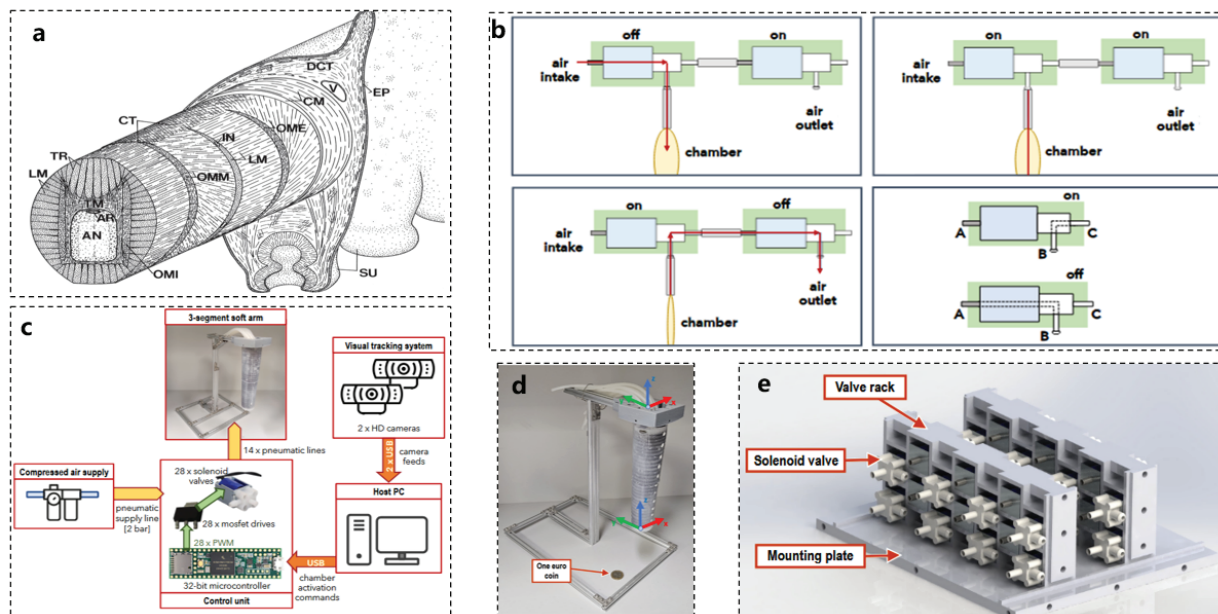 a
DCT
V
EP
CM
CT
IN
OME
TR
LM
LM
OMM
TM
AR
AN
OMI
SU
b
off
on
air
intake
air
outlet
chamber
on
on
air
intake
air
outlet
chamber
on
off
air
intake
air
outlet
chamber
on
A
B
C
off
A
B
C
c
3-segment soft arm
Visual tracking system
2 x HD cameras
14 x pneumatic lines
2 x USB
camera
feeds
Compressed air supply
28 x solenoid
valves
Host PC
pneumatic
supply line
[2 bar]
28 x mosfet drives
28 x PWM
USB
32-bit microcontroller
chamber
activation
commands
Control unit
d
z
y
x
z
y
x
One euro
coin
e
Valve rack
Solenoid valve
Mounting plate